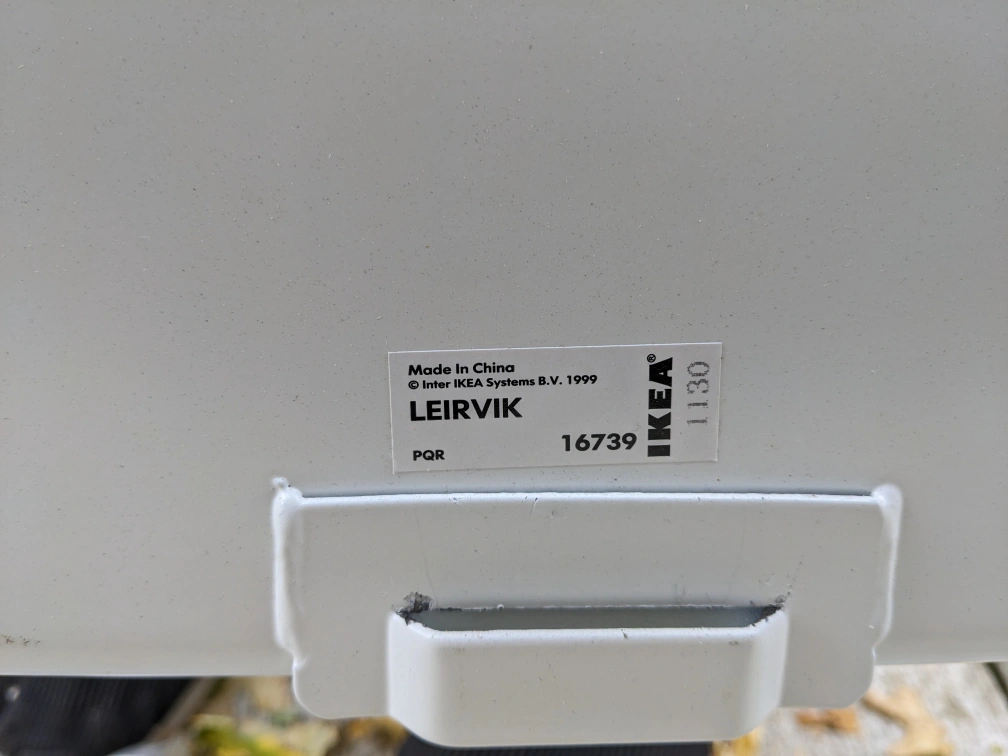 Made In China
© Inter IKEA Systems B.V. 1999
LEIRVIK
PQR
16739
IKEA®
1130